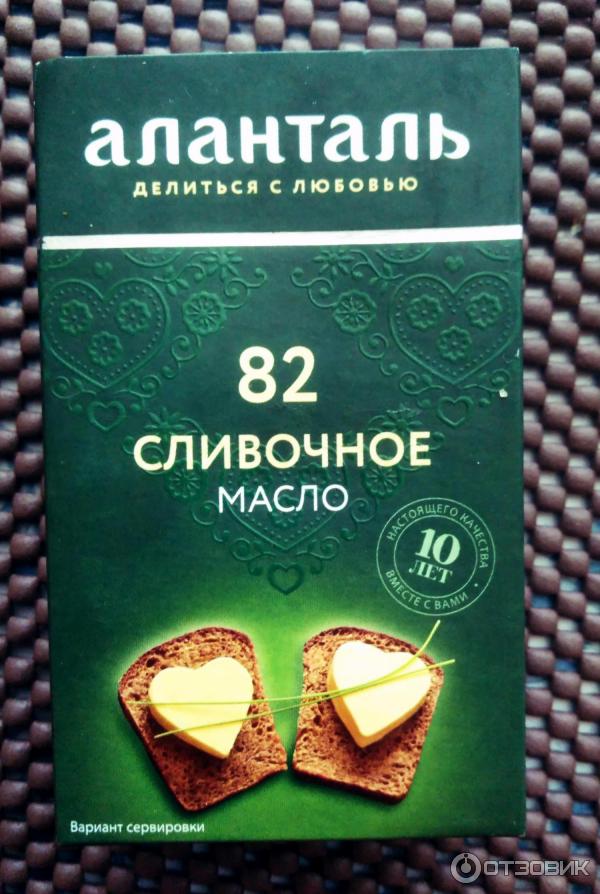 аланталь
ДЕЛИТЬСЯ С ЛЮБОВЬЮ
82
СЛИВОЧНОЕ
МАСЛО
НАСТОЯЩЕГО КАЧЕСТВА
10
ЛЕТ
ВМЕСТЕ С ВАМИ
Вариант сервировки
ОТЗОВИК